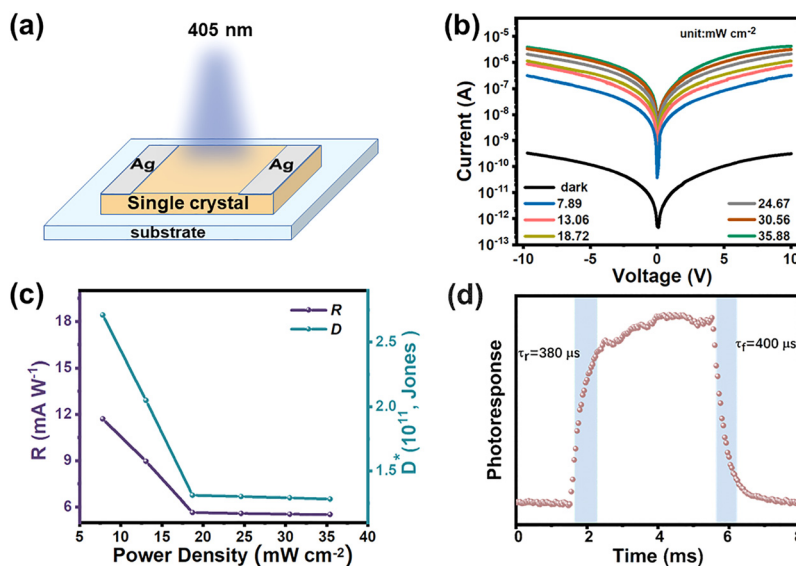 (a)
405 nm
Ag
Ag
Single crystal
substrate
(b)
unit:mW cm-2
Current (A)
10-5
10-6
10-7
10-8
10-9
10-10
10-11
10-12
10-13
dark
7.89
13.06
18.72
24.67
30.56
35.88
-10
-5
0
5
10
Voltage (V)
(c)
R (mA W-1)
18
15
12
9
6
R
D
2.5
2.0
1.5
D* (1011, Jones )
5
10
15
20
25
30
35
40
Power Density (mW cm-2)
(d)
Photoresponse
τr=380 μs
τf=400 μs
0
2
4
6
8
Time (ms)